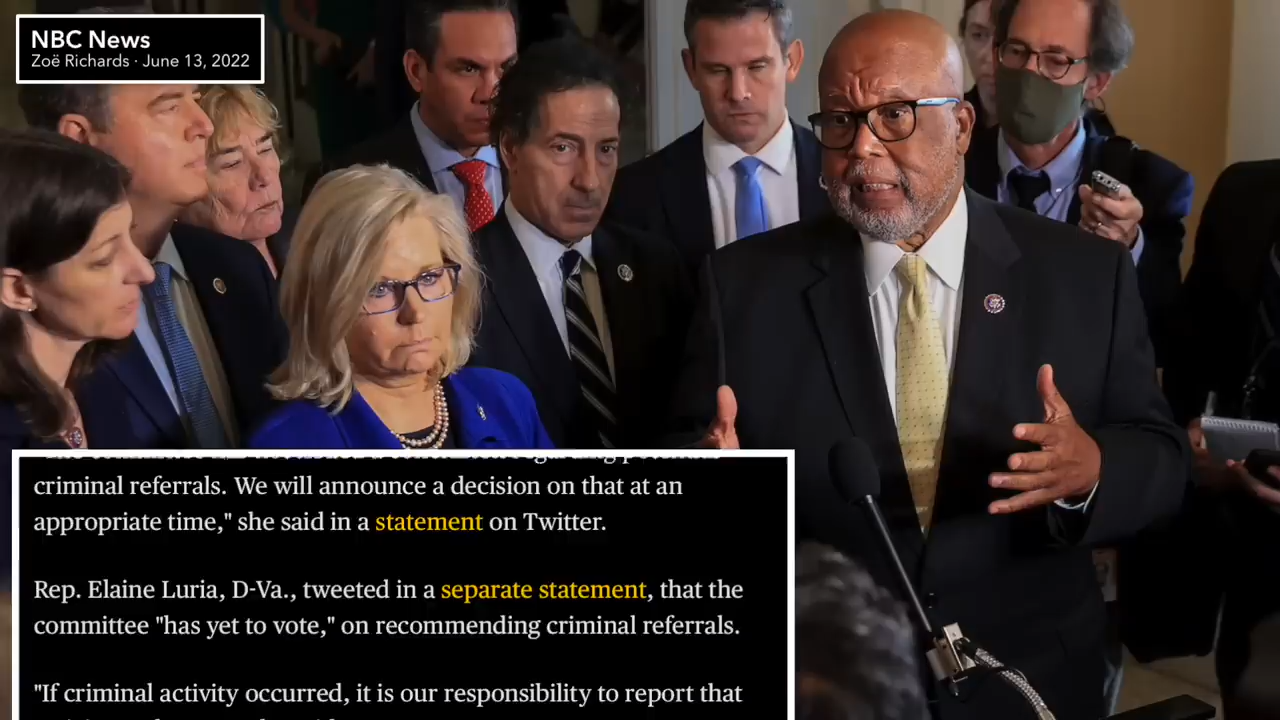 NBC News
Zoë Richards · June 13, 2022
criminal referrals. We will announce a decision on that at an
appropriate time," she said in a statement on Twitter.
Rep. Elaine Luria, D-Va., tweeted in a separate statement, that the
committee "has yet to vote," on recommending criminal referrals.
"If criminal activity occurred, it is our responsibility to report that